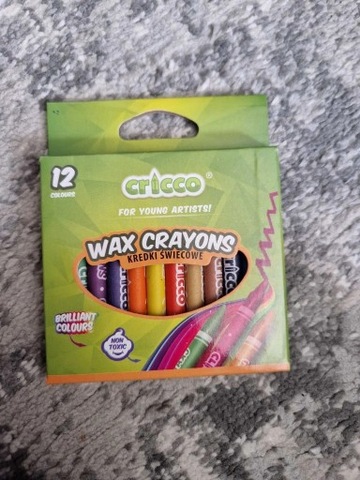 12
COLOURS
cricco®
FOR YOUNG ARTISTS!
WAX CRAYONS
KREDKI ŚWIECOWE
BRILLIANT
COLOURS
NON
TOXIC